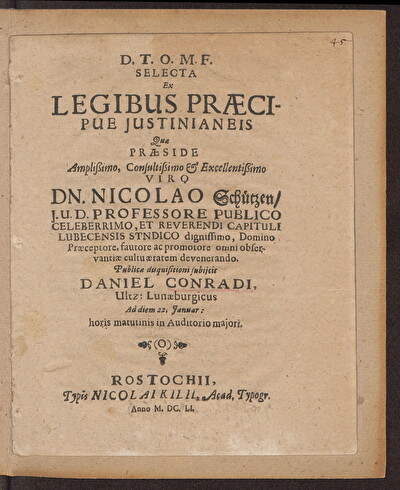 45
D. T. O. M. F.
SELECTA
Ex
LEGIBUS PRÆCI-
PUE JUSTINIANEIS
Quæ
PRÆSIDE
Amplißimo, Consultißimo & Excellentißimo
VIRO
DN. NICOLAO Schützen/
J. U. D. PROFESSORE PUBLICO
CELEBERRIMO, ET REVERENDI CAPITULI
LUBECENSIS SYNDICO dignissimo, Domino
Præceptore, fautore ac promotore omni obser-
vantiæ cultu ætatem devenerando.
Publicæ disquisitioni subjicit
DANIEL CONRADI,
Ultz: Lunæburgicus
Ad diem 22. Januar:
horis matutinis in Auditorio majori.
(O)
ROSTOCHII,
Typis NICOLAI KILII, Acad. Typogr.
Anno M. DC. LI.